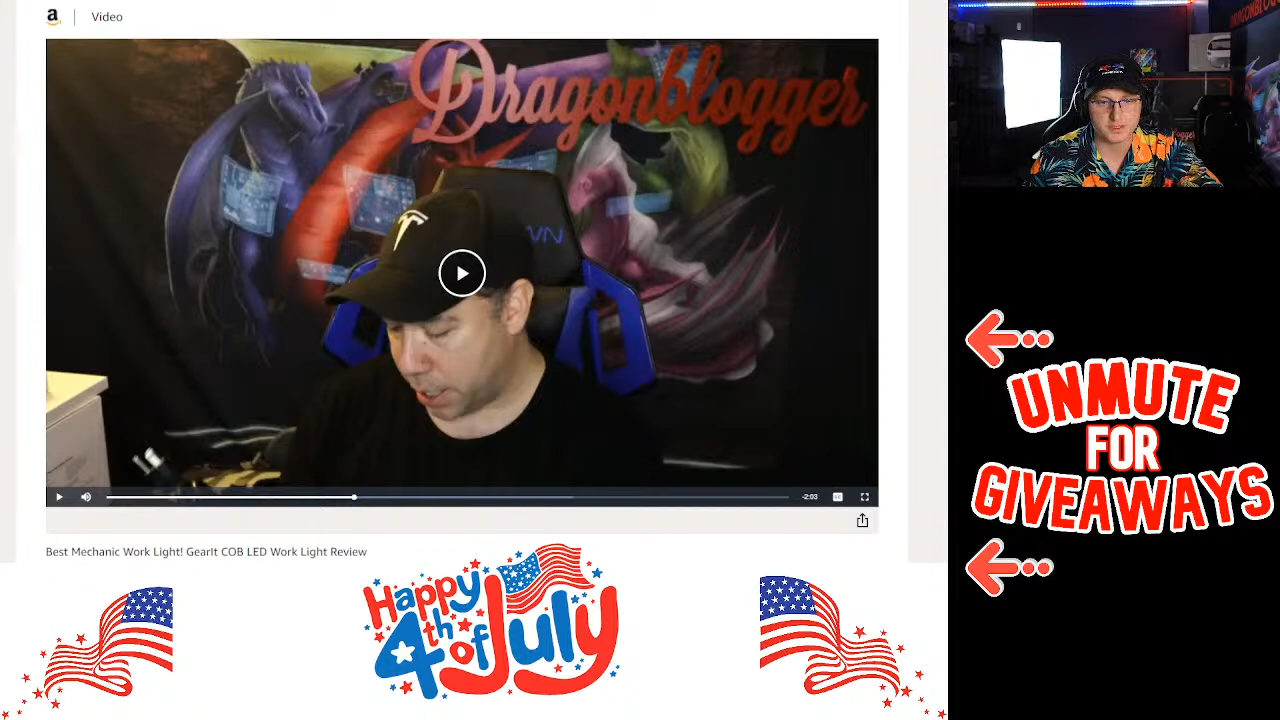 a
Video
Dragonblogger
VN
-2:03
Best Mechanic Work Light! GearIt COB LED Work Light Review
Happy
4th
of
July
UNMUTE
FOR
GIVEAWAYS